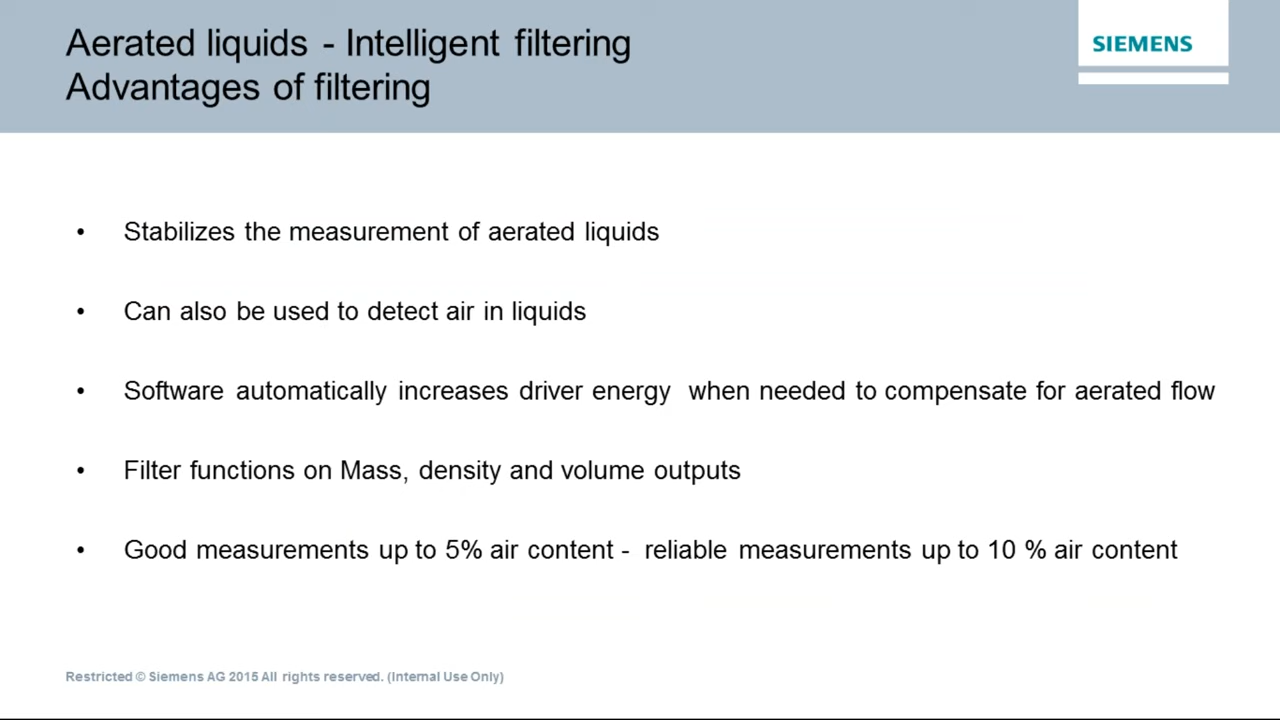 Aerated liquids - Intelligent filtering
Advantages of filtering
SIEMENS
• Stabilizes the measurement of aerated liquids
• Can also be used to detect air in liquids
• Software automatically increases driver energy when needed to compensate for aerated flow
• Filter functions on Mass, density and volume outputs
• Good measurements up to 5% air content - reliable measurements up to 10 % air content
Restricted © Siemens AG 2015 All rights reserved. (Internal Use Only)